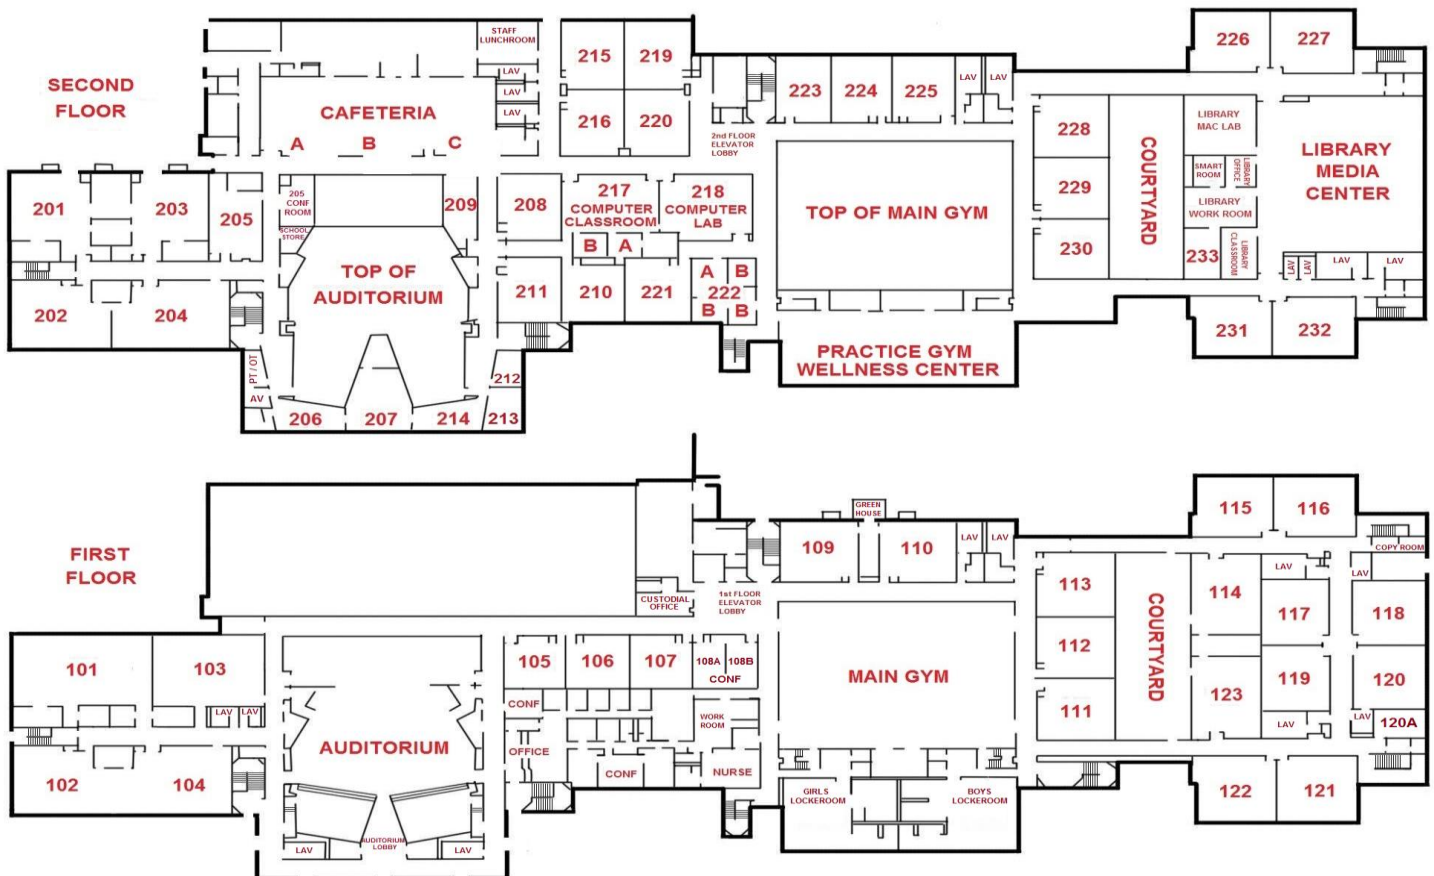 SECOND
FLOOR
STAFF
LUNCHROOM
LAV
LAV
LAV
CAFETERIA
A B C
215
219
216
220
2nd FLOOR
ELEVATOR
LOBBY
223
224
225
LAV
LAV
226
227
228
229
230
COURTYARD
LIBRARY
MAC LAB
SMART
ROOM
LIBRARY
OFFICE
LIBRARY
WORK ROOM
233
LIBRARY
CLASSROOM
LIBRARY
MEDIA
CENTER
LAV
LAV
LAV
LAV
231
232
201
203
205
202
204
205
CONF
ROOM
SCHOOL
STORE
209
TOP OF
AUDITORIUM
208
217
COMPUTER
CLASSROOM
B A
218
COMPUTER
LAB
211
210
221
A B
222
B B
TOP OF MAIN GYM
PRACTICE GYM
WELLNESS CENTER
PT / OT
AV
206
207
214
212
213
FIRST
FLOOR
CUSTODIAL
OFFICE
1st FLOOR
ELEVATOR
LOBBY
GREEN
HOUSE
109
110
LAV
LAV
115
116
COPY ROOM
113
112
111
COURTYARD
114
123
LAV
LAV
117
118
119
120
LAV
LAV
120A
122
121
101
103
LAV
LAV
102
104
AUDITORIUM
AUDITORIUM
LOBBY
LAV
LAV
105
106
107
108A
108B
CONF
CONF
OFFICE
WORK
ROOM
CONF
NURSE
MAIN GYM
GIRLS
LOCKEROOM
BOYS
LOCKEROOM